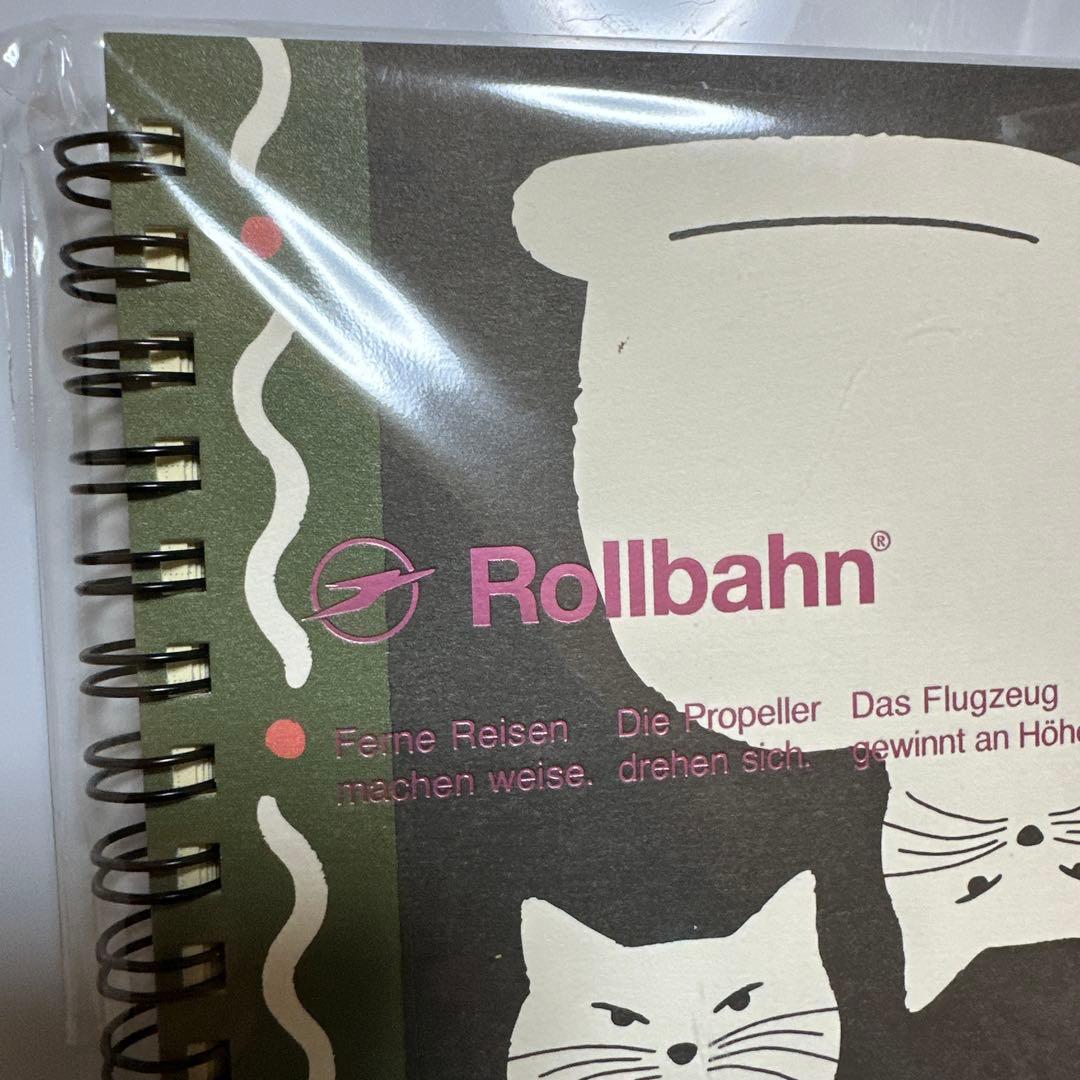 Rollbahn®
Ferne Reisen
machen weise.
Die Propeller
drehen sich.
Das Flugzeug
gewinnt an Höhe